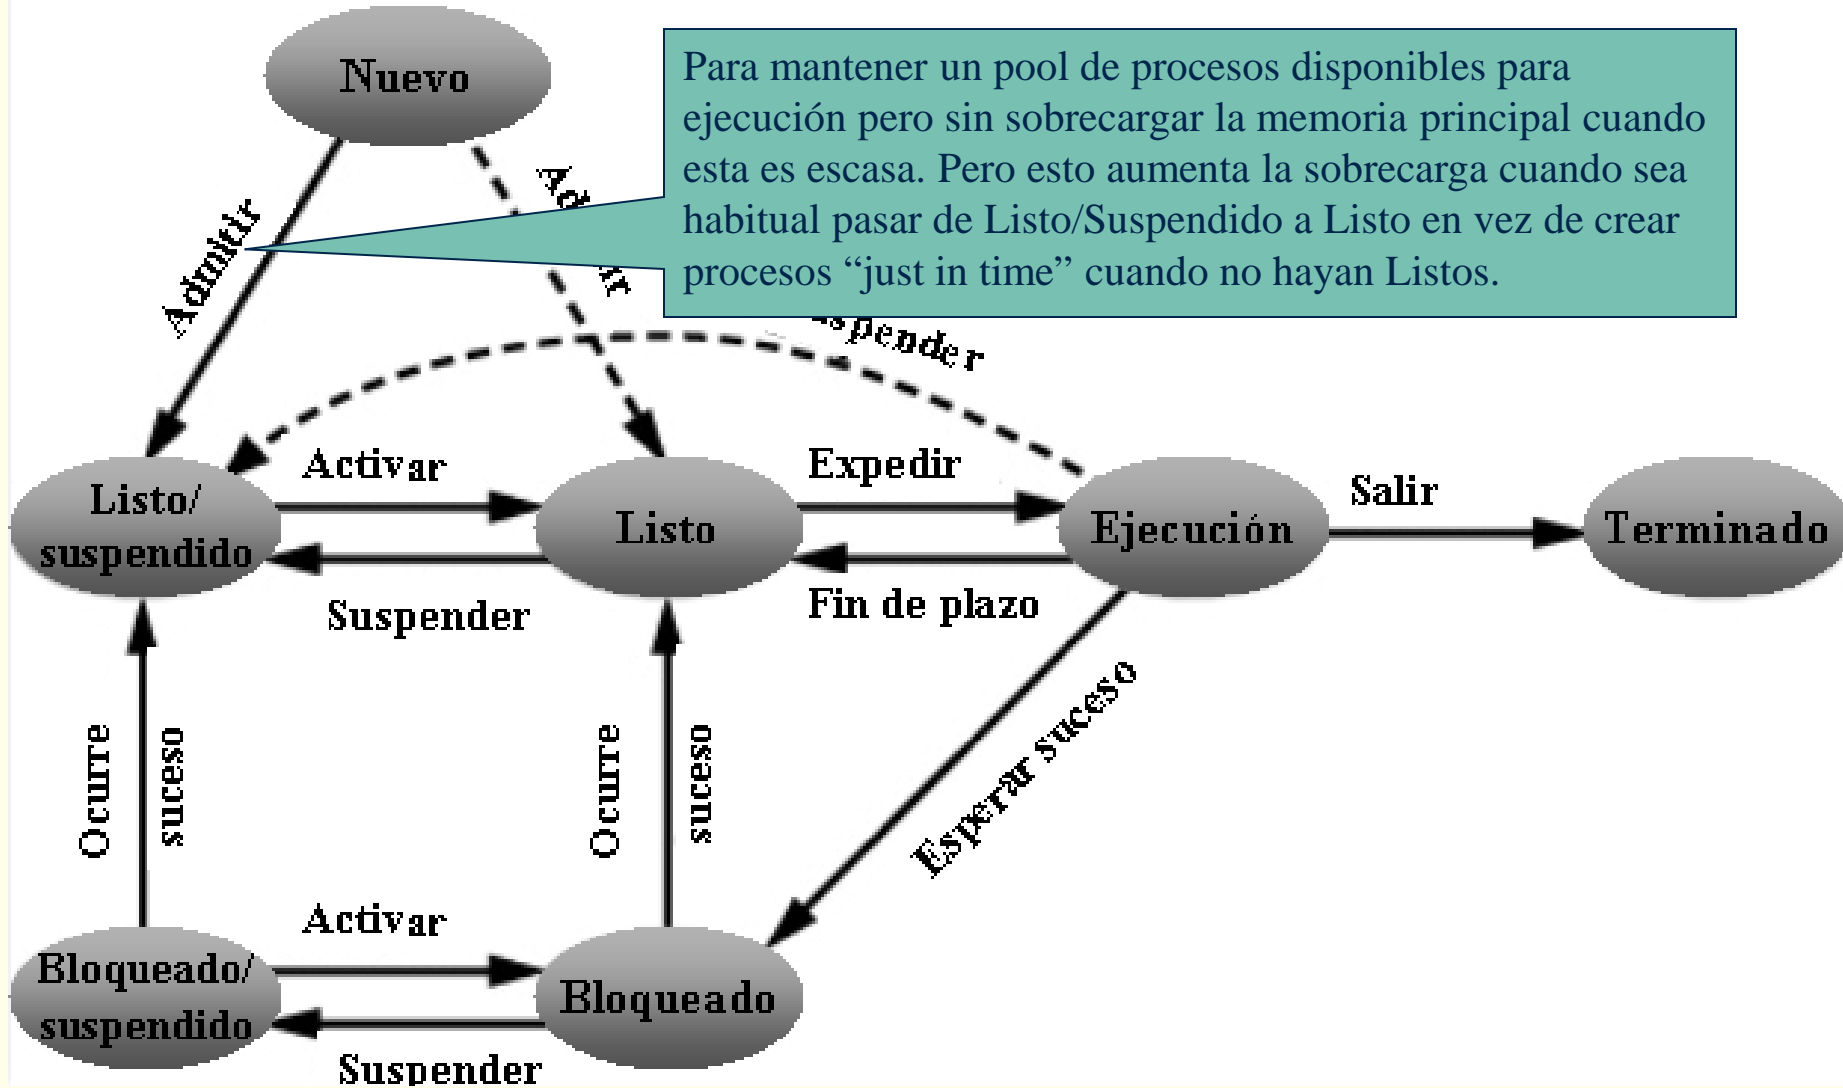 Nuevo
Para mantener un pool de procesos disponibles para
ejecución pero sin sobrecargar la memoria principal cuando
esta es escasa. Pero esto aumenta la sobrecarga cuando sea
habitual pasar de Listo/Suspendido a Listo en vez de crear
procesos “just in time” cuando no hayan Listos.
Admitir
Activar
Expedir
Salir
Listo/
suspendido
Listo
Ejecución
Terminado
Suspender
Fin de plazo
Ocurre
suceso
Ocurre
suceso
Esperar suceso
Activar
Bloqueado/
suspendido
Bloqueado
Suspender